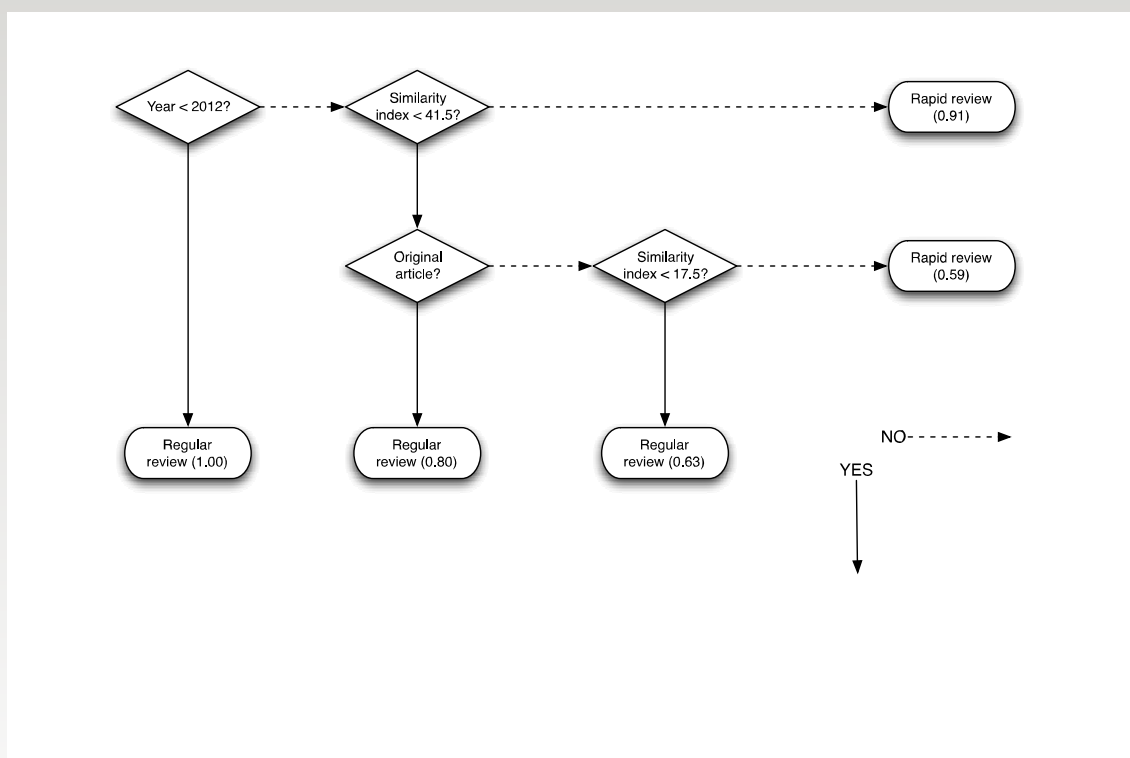 Year < 2012?
Similarity
index < 41.5?
Rapid review
(0.91)
Original
article?
Similarity
index < 17.5?
Rapid review
(0.59)
Regular
review (1.00)
Regular
review (0.80)
Regular
review (0.63)
NO
YES